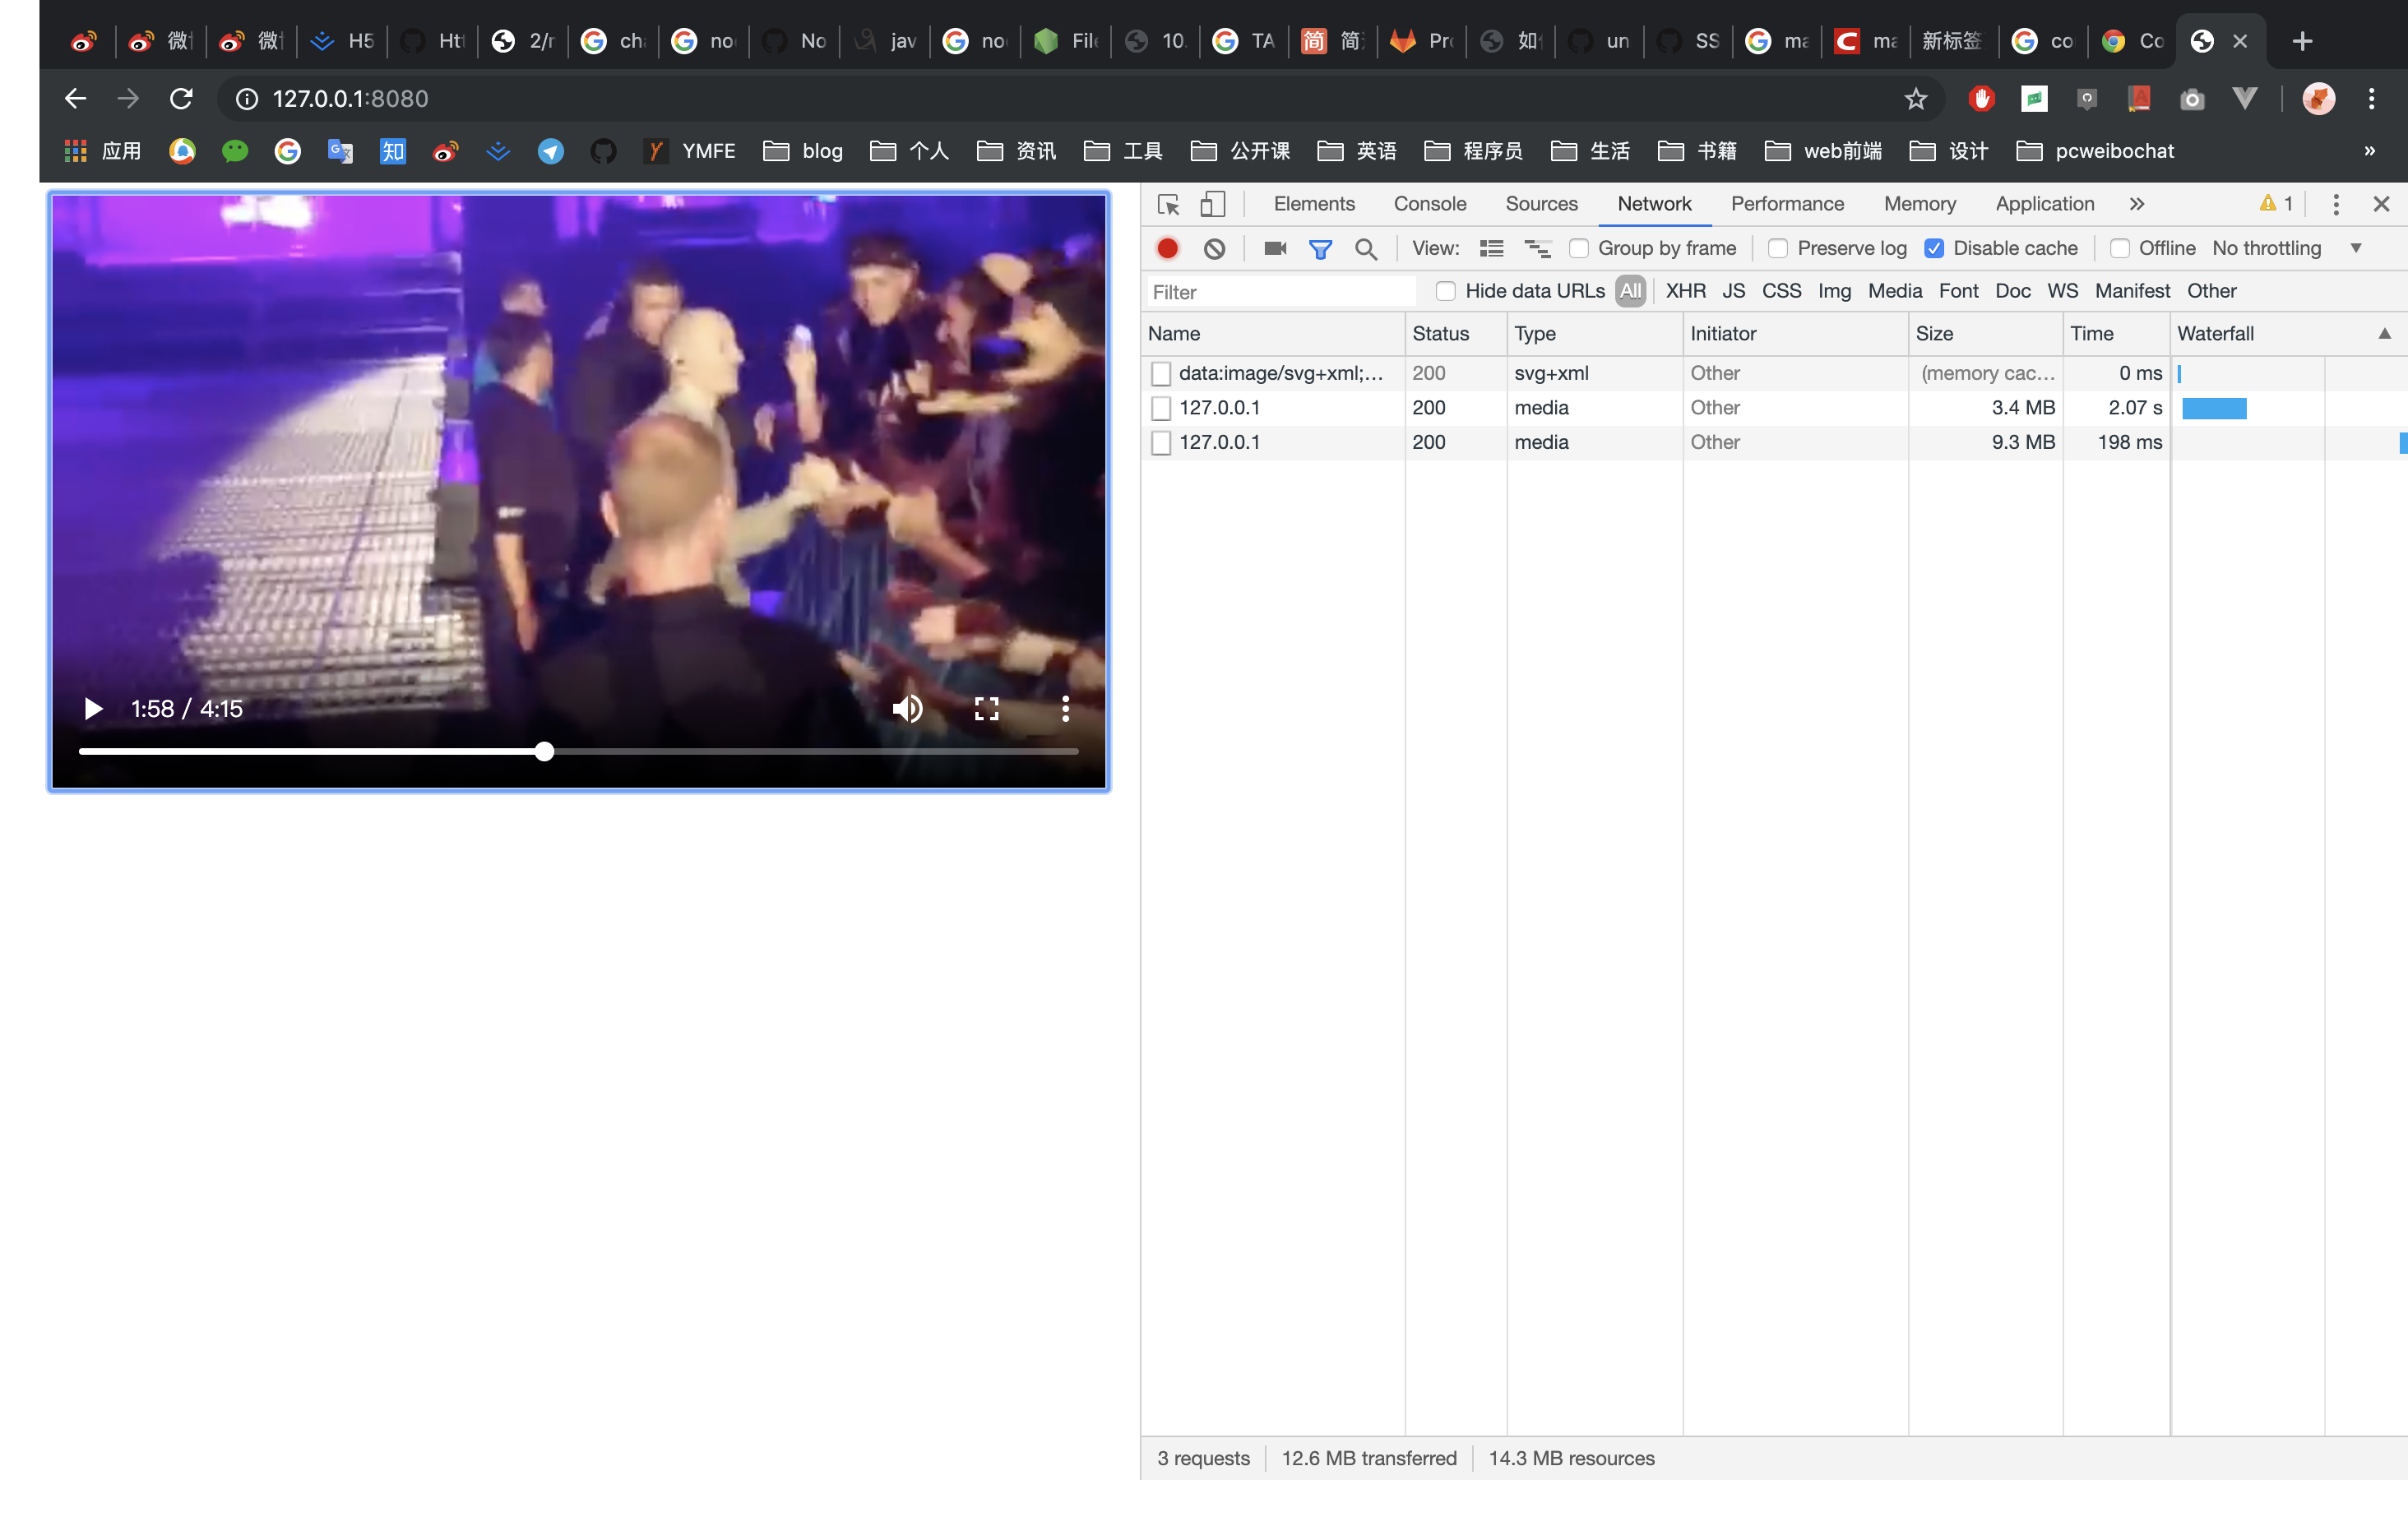 微 微 H5 Htt 2/r ch no No jav no File 10. TA 简 简 Pro 如 un SS ma C ma 新标签 co Co
127.0.0.1:8080
应用 知 YMFE blog 个人 资讯 工具 公开课 英语 程序员 生活 书籍 web前端 设计 pcweibochat »
Elements Console Sources Network Performance Memory Application » 1
View: Group by frame Preserve log Disable cache Offline No throttling
Filter Hide data URLs All XHR JS CSS Img Media Font Doc WS Manifest Other
Name Status Type Initiator Size Time Waterfall
data:image/svg+xml;... 200 svg+xml Other (memory cac... 0 ms
127.0.0.1 200 media Other 3.4 MB 2.07 s
127.0.0.1 200 media Other 9.3 MB 198 ms
1:58 / 4:15
3 requests 12.6 MB transferred 14.3 MB resources